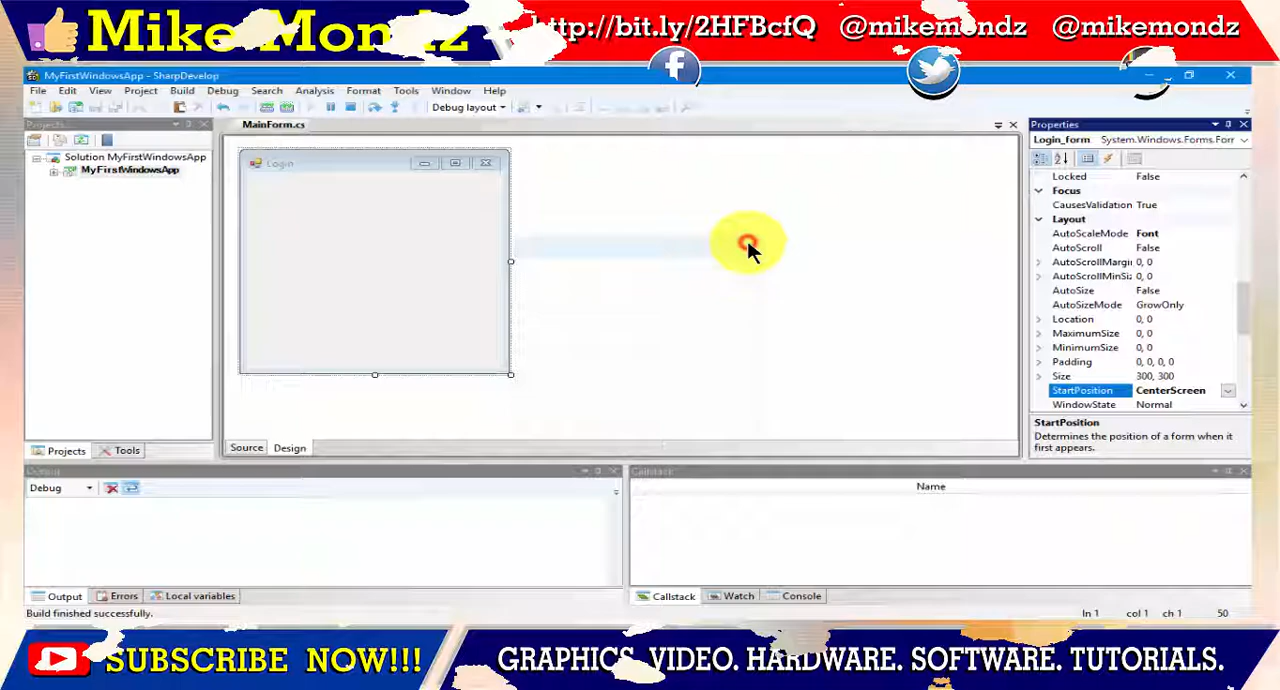 Mike Mondz
http://bit.ly/2HFBcfQ @mikemondz @mikemondz
MyFirstWindowsApp - SharpDevelop
File Edit View Project Build Debug Search Analysis Format Tools Window Help
Debug layout
Projects
MainForm.cs
Properties
Solution MyFirstWindowsApp
MyFirstWindowsApp
Login
Login_form System.Windows.Forms.Forr
Locked False
Focus
CausesValidation True
Layout
AutoScaleMode Font
AutoScroll False
AutoScrollMargi 0, 0
AutoScrollMinSi 0, 0
AutoSize False
AutoSizeMode GrowOnly
Location 0, 0
MaximumSize 0, 0
MinimumSize 0, 0
Padding 0, 0, 0, 0
Size 300, 300
StartPosition CenterScreen
WindowState Normal
StartPosition
Determines the position of a form when it
first appears.
Projects Tools
Source Design
Callstack
Debug
Name
Output Errors Local variables
Callstack Watch Console
Build finished successfully.
ln 1 col 1 ch 1 50
SUBSCRIBE NOW!!!
GRAPHICS. VIDEO. HARDWARE. SOFTWARE. TUTORIALS.